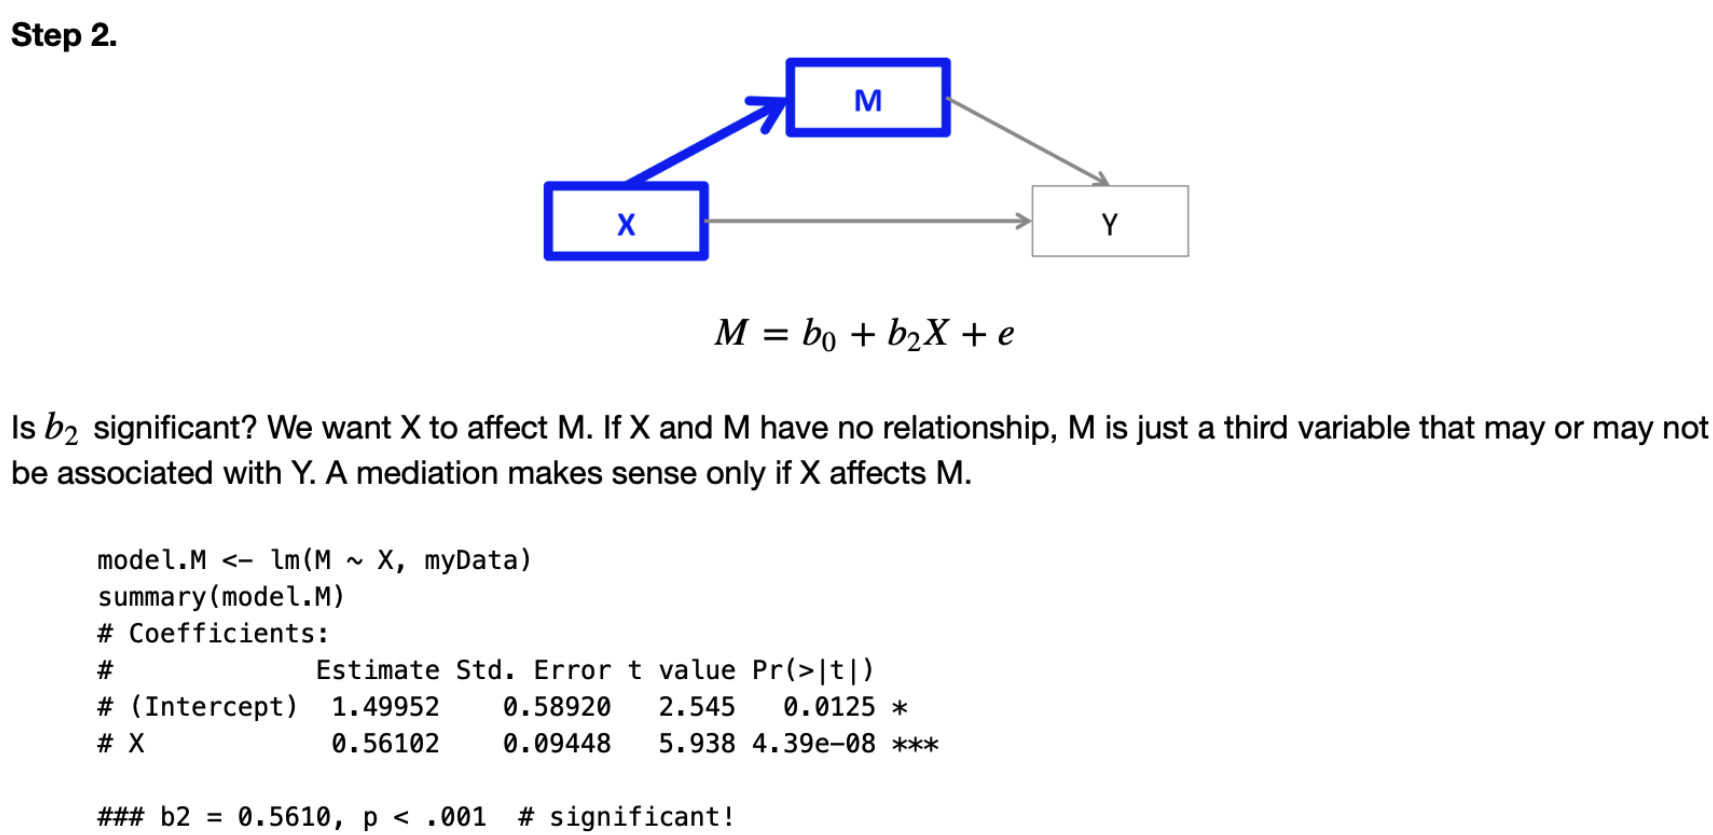 Step 2.
M
X
Y
M = b₀ + b₂X + e
Is b₂ significant? We want X to affect M. If X and M have no relationship, M is just a third variable that may or may not
be associated with Y. A mediation makes sense only if X affects M.
model.M <- lm(M ~ X, myData)
summary(model.M)
# Coefficients:
#             Estimate Std. Error t value Pr(>|t|)
# (Intercept)  1.49952    0.58920   2.545   0.0125 *
# X            0.56102    0.09448   5.938 4.39e-08 ***
### b2 = 0.5610, p < .001  # significant!